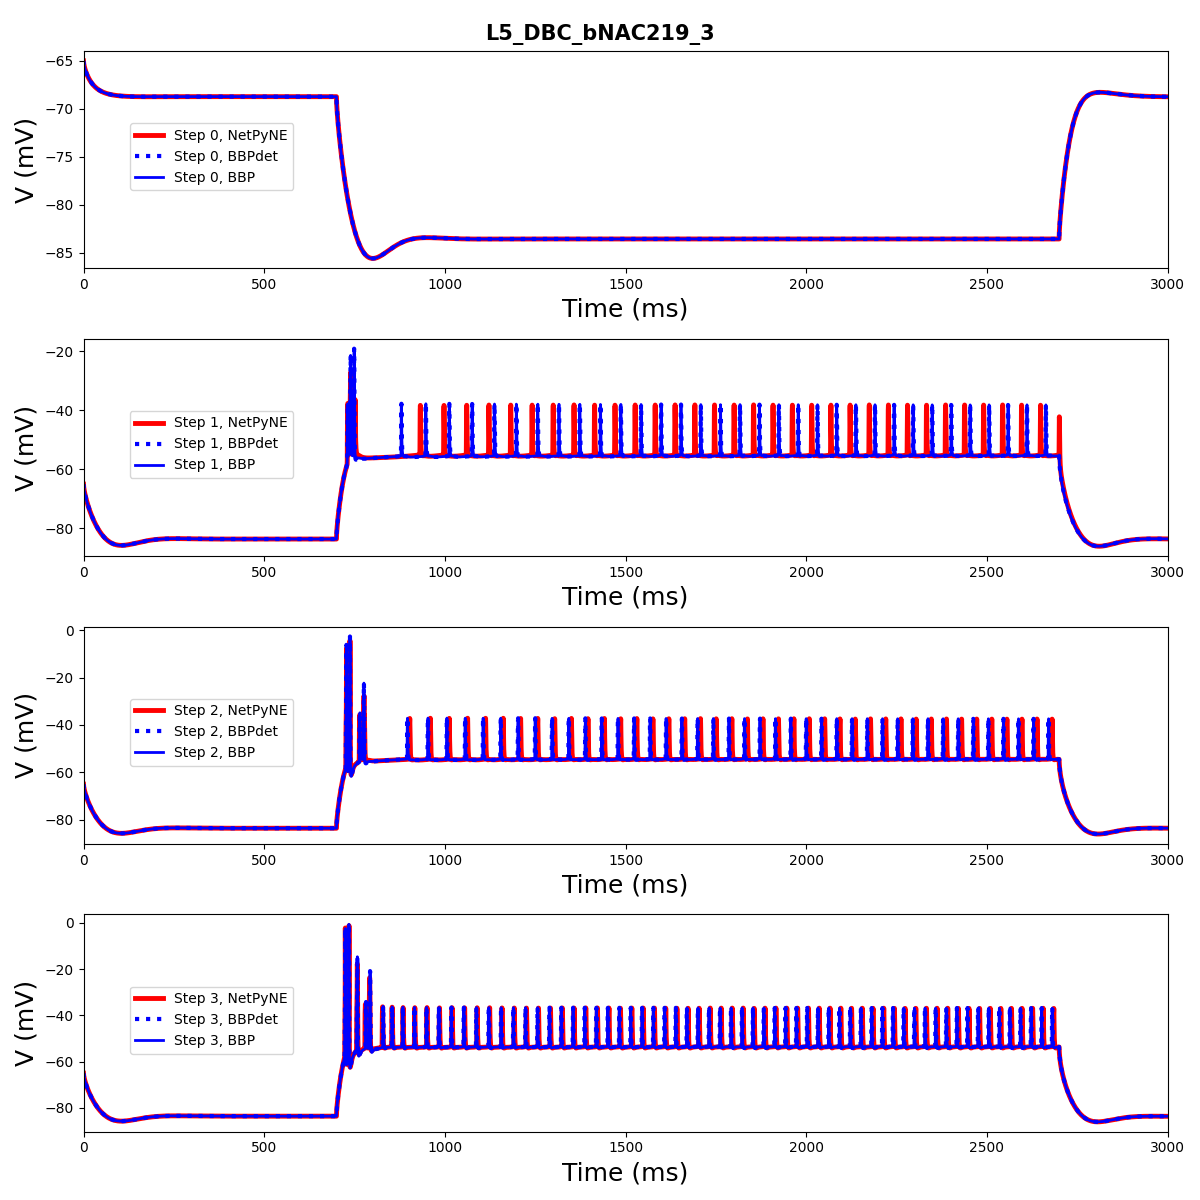 L5_DBC_bNAC219_3
V (mV)
−65
−70
−75
−80
−85
Step 0, NetPyNE
Step 0, BBPdet
Step 0, BBP
0 500 1000 1500 2000 2500 3000
Time (ms)
V (mV)
−20
−40
−60
−80
Step 1, NetPyNE
Step 1, BBPdet
Step 1, BBP
0 500 1000 1500 2000 2500 3000
Time (ms)
V (mV)
0
−20
−40
−60
−80
Step 2, NetPyNE
Step 2, BBPdet
Step 2, BBP
0 500 1000 1500 2000 2500 3000
Time (ms)
V (mV)
0
−20
−40
−60
−80
Step 3, NetPyNE
Step 3, BBPdet
Step 3, BBP
0 500 1000 1500 2000 2500 3000
Time (ms)